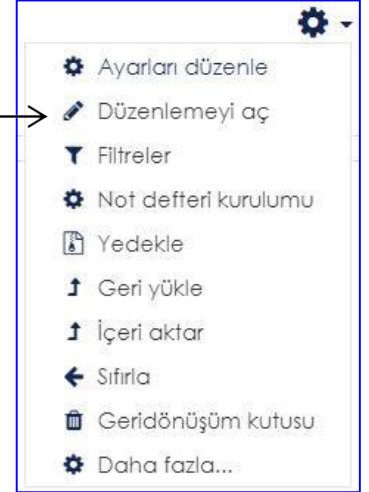 Ayarları düzenle
Düzenlemeyi aç
Filtreler
Not defteri kurulumu
Yedekle
Geri yükle
İçeri aktar
Sıfırla
Geridönüşüm kutusu
Daha fazla...